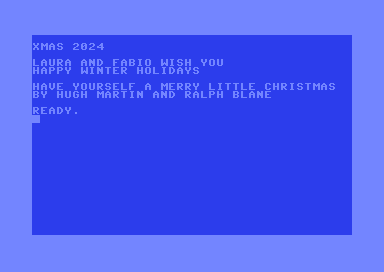 XMAS 2024
LAURA AND FABIO WISH YOU
HAPPY WINTER HOLIDAYS
HAVE YOURSELF A MERRY LITTLE CHRISTMAS
BY HUGH MARTIN AND RALPH BLANE
READY.